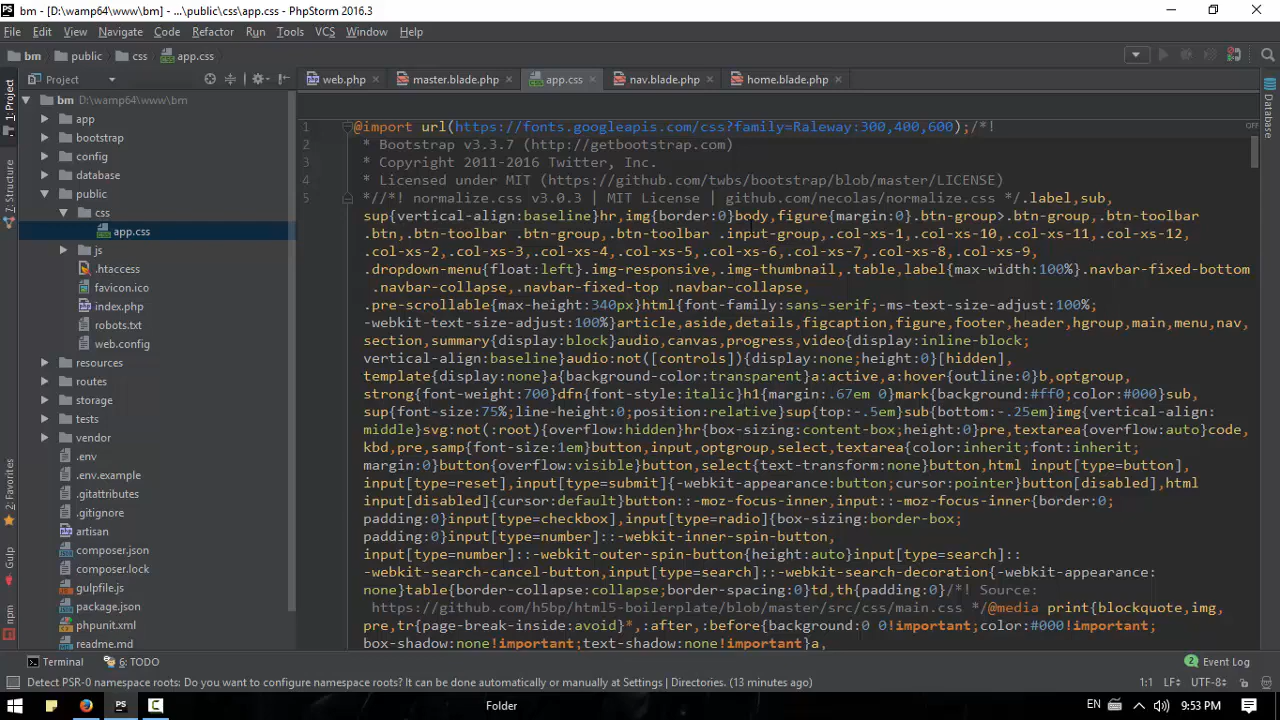 bm - [D:\wamp64\www\bm] - ...\public\css\app.css - PhpStorm 2016.3
File Edit View Navigate Code Refactor Run Tools VCS Window Help
bm public css app.css
Project
web.php master.blade.php app.css nav.blade.php home.blade.php
1: Project
7: Structure
2: Favorites
Gulp
npm
bm D:\wamp64\www\bm
app
bootstrap
config
database
public
css
app.css
js
.htaccess
favicon.ico
index.php
robots.txt
web.config
resources
routes
storage
tests
vendor
.env
.env.example
.gitattributes
.gitignore
artisan
composer.json
composer.lock
gulpfile.js
package.json
phpunit.xml
readme.md
1 @import url(https://fonts.googleapis.com/css?family=Raleway:300,400,600);/*!
2 * Bootstrap v3.3.7 (http://getbootstrap.com)
3 * Copyright 2011-2016 Twitter, Inc.
4 * Licensed under MIT (https://github.com/twbs/bootstrap/blob/master/LICENSE)
5 *//*! normalize.css v3.0.3 | MIT License | github.com/necolas/normalize.css */.label,sub,
sup{vertical-align:baseline}hr,img{border:0}body,figure{margin:0}.btn-group>.btn-group,.btn-toolbar
.btn,.btn-toolbar .btn-group,.btn-toolbar .input-group,.col-xs-1,.col-xs-10,.col-xs-11,.col-xs-12,
.col-xs-2,.col-xs-3,.col-xs-4,.col-xs-5,.col-xs-6,.col-xs-7,.col-xs-8,.col-xs-9,
.dropdown-menu{float:left}.img-responsive,.img-thumbnail,.table,label{max-width:100%}.navbar-fixed-bottom
.navbar-collapse,.navbar-fixed-top .navbar-collapse,
.pre-scrollable{max-height:340px}html{font-family:sans-serif;-ms-text-size-adjust:100%;
-webkit-text-size-adjust:100%}article,aside,details,figcaption,figure,footer,header,hgroup,main,menu,nav,
section,summary{display:block}audio,canvas,progress,video{display:inline-block;
vertical-align:baseline}audio:not([controls]){display:none;height:0}[hidden],
template{display:none}a{background-color:transparent}a:active,a:hover{outline:0}b,optgroup,
strong{font-weight:700}dfn{font-style:italic}h1{margin:.67em 0}mark{background:#ff0;color:#000}sub,
sup{font-size:75%;line-height:0;position:relative}sup{top:-.5em}sub{bottom:-.25em}img{vertical-align:
middle}svg:not(:root){overflow:hidden}hr{box-sizing:content-box;height:0}pre,textarea{overflow:auto}code,
kbd,pre,samp{font-size:1em}button,input,optgroup,select,textarea{color:inherit;font:inherit;
margin:0}button{overflow:visible}button,select{text-transform:none}button,html input[type=button],
input[type=reset],input[type=submit]{-webkit-appearance:button;cursor:pointer}button[disabled],html
input[disabled]{cursor:default}button::-moz-focus-inner,input::-moz-focus-inner{border:0;
padding:0}input[type=checkbox],input[type=radio]{box-sizing:border-box;
padding:0}input[type=number]::-webkit-inner-spin-button,
input[type=number]::-webkit-outer-spin-button{height:auto}input[type=search]::
-webkit-search-cancel-button,input[type=search]::-webkit-search-decoration{-webkit-appearance:
none}table{border-collapse:collapse;border-spacing:0}td,th{padding:0}/*! Source:
https://github.com/h5bp/html5-boilerplate/blob/master/src/css/main.css */@media print{blockquote,img,
pre,tr{page-break-inside:avoid}*,:after,:before{background:0 0!important;color:#000!important;
box-shadow:none!important;text-shadow:none!important}a,
OFF
Database
Terminal 6: TODO Event Log
Detect PSR-0 namespace roots: Do you want to configure namespace roots? It can be done automatically or manually at Settings | Directories. (13 minutes ago) 1:1 LF÷ UTF-8÷
PS Folder EN 9:53 PM